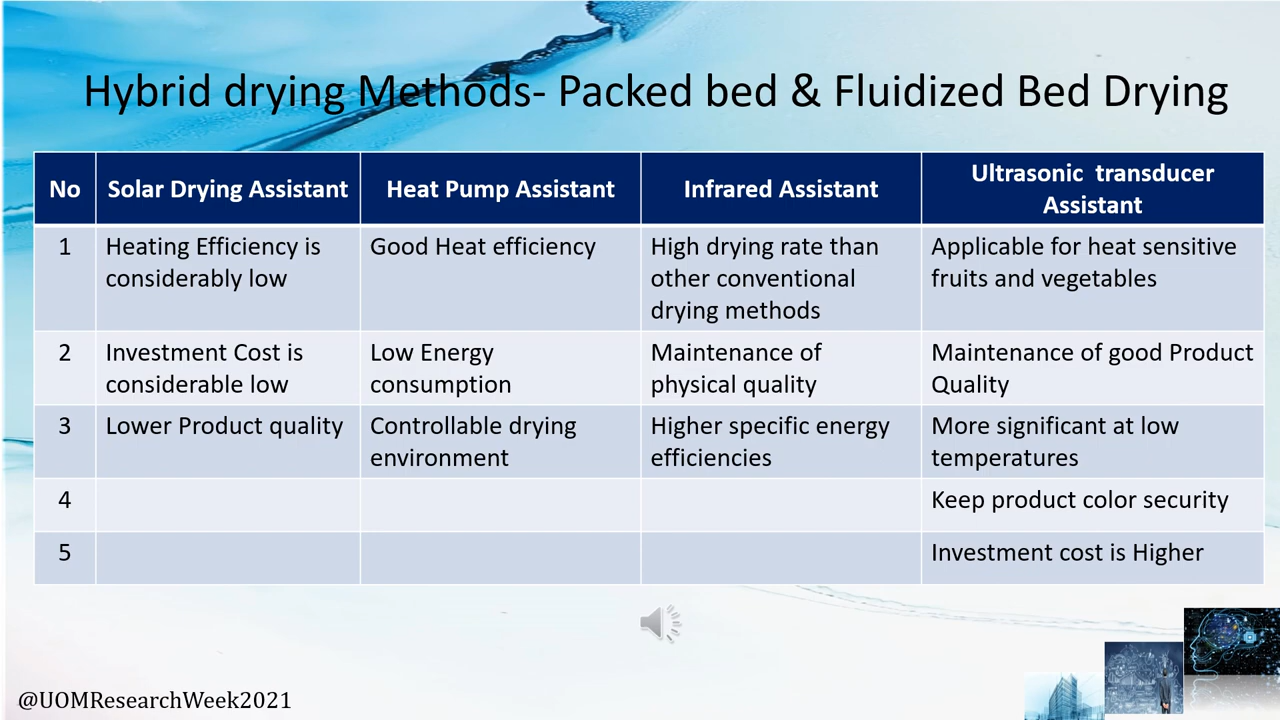 Hybrid drying Methods- Packed bed & Fluidized Bed Drying
No
Solar Drying Assistant
Heat Pump Assistant
Infrared Assistant
Ultrasonic transducer
Assistant
1
Heating Efficiency is
considerably low
Good Heat efficiency
High drying rate than
other conventional
drying methods
Applicable for heat sensitive
fruits and vegetables
2
Investment Cost is
considerable low
Low Energy
consumption
Maintenance of
physical quality
Maintenance of good Product
Quality
3
Lower Product quality
Controllable drying
environment
Higher specific energy
efficiencies
More significant at low
temperatures
4
Keep product color security
5
Investment cost is Higher
@UOMResearchWeek2021